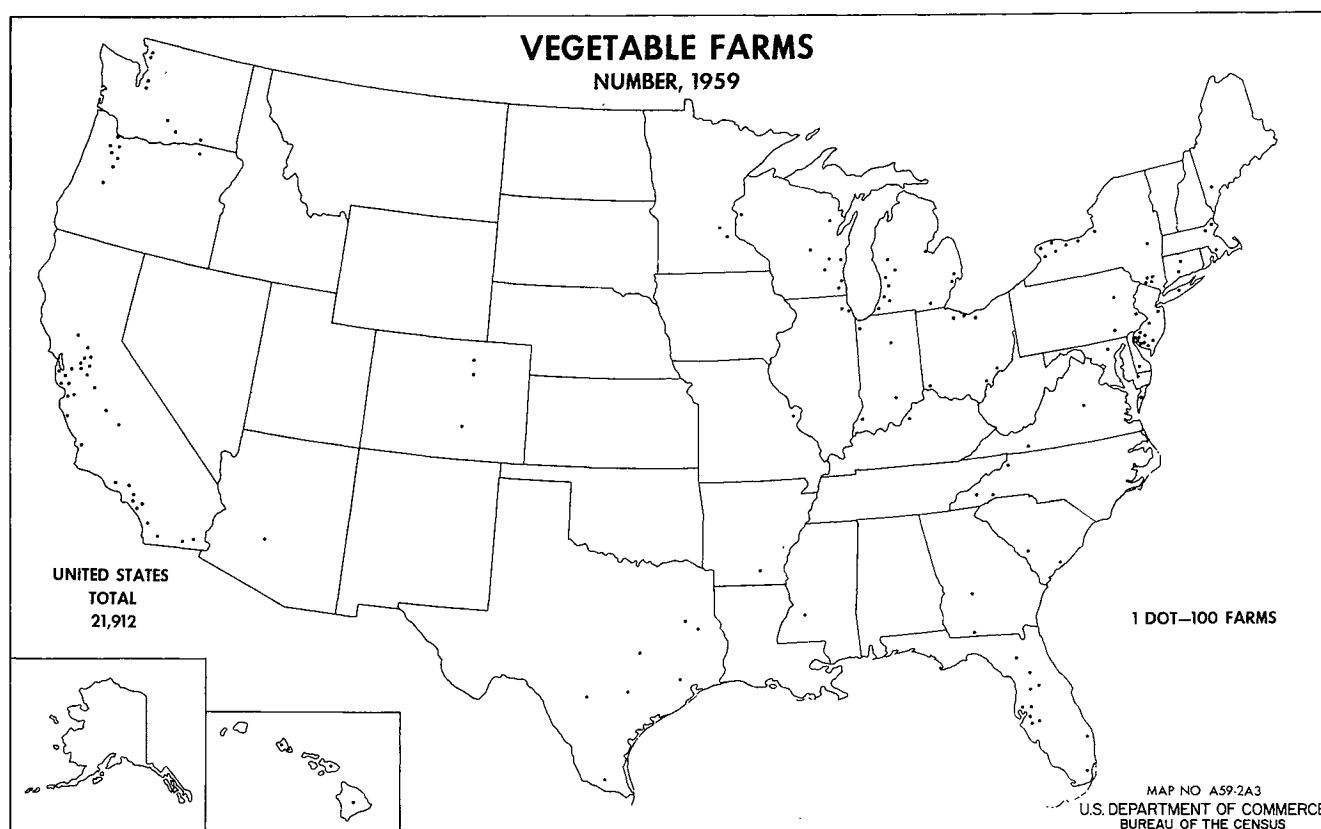 VEGETABLE FARMS
NUMBER, 1959
UNITED STATES
TOTAL
21,912
1 DOT—100 FARMS
MAP NO A59-2A3
U.S. DEPARTMENT OF COMMERCE
BUREAU OF THE CENSUS